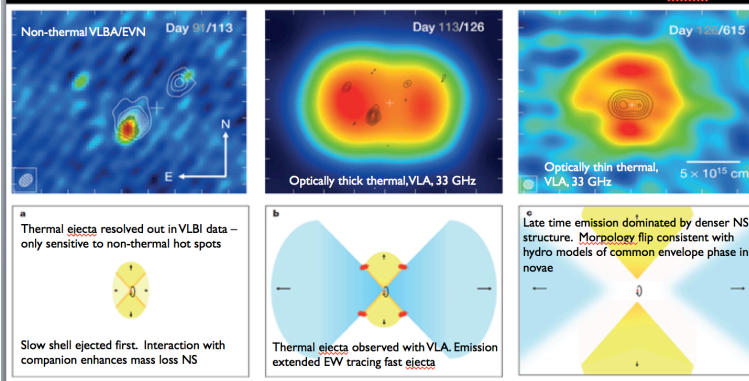 Non-thermal VLBA/EVN
Day 91/113
N
E
Day 113/126
Optically thick thermal, VLA, 33 GHz
Day 126/615
Optically thin thermal,
VLA, 33 GHz
5 × 10¹⁵ cm
a
Thermal ejecta resolved out in VLBI data –
only sensitive to non-thermal hot spots
Slow shell ejected first. Interaction with
companion enhances mass loss NS
b
Thermal ejecta observed with VLA. Emission
extended EW tracing fast ejecta
c
Late time emission dominated by denser NS
structure. Morpology flip consistent with
hydro models of common envelope phase in
novae